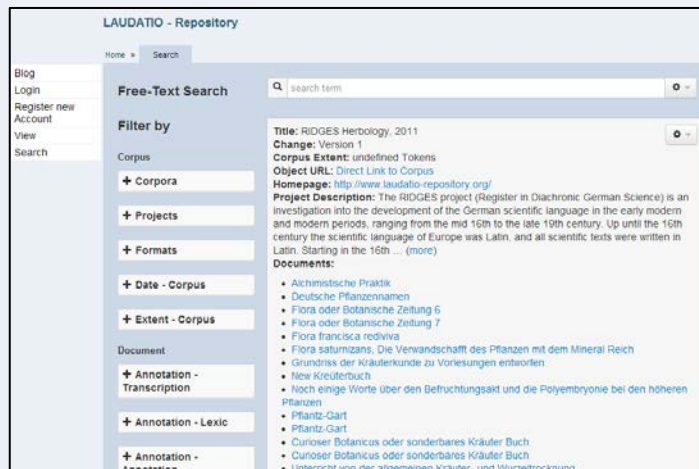 LAUDATIO - Repository
Home » Search
Blog
Login
Register new
Account
View
Search
Free-Text Search
Filter by
Corpus
+ Corpora
+ Projects
+ Formats
+ Date - Corpus
+ Extent - Corpus
Document
+ Annotation -
Transcription
+ Annotation - Lexic
+ Annotation -
Annotation
search term
Title: RIDGES Herbology, 2011
Change: Version 1
Corpus Extent: undefined Tokens
Object URL: Direct Link to Corpus
Homepage: http://www.laudatio-repository.org/
Project Description: The RIDGES project (Register in Diachronic German Science) is an
investigation into the development of the German scientific language in the early modern
and modern periods, ranging from the mid 16th to the late 19th century. Up until the 16th
century the scientific language of Europe was Latin, and all scientific texts were written in
Latin. Starting in the 16th ... (more)
Documents:
• Alchimistische Praktik
• Deutsche Pflanzennamen
• Flora oder Botanische Zeitung 6
• Flora oder Botanische Zeitung 7
• Flora francisca rediviva
• Flora saturnizans, Die Verwandschafft des Pflanzen mit dem Mineral Reich
• Grundriss der Kräuterkunde zu Vorlesungen entworfen
• New Kreüterbuch
• Noch einige Worte über den Befruchtungsakt und die Polyembryonie bei den höheren
Pflanzen
• Pflantz-Gart
• Pflantz-Gart
• Curioser Botanicus oder sonderbares Kräuter Buch
• Curioser Botanicus oder sonderbares Kräuter Buch
• Unterricht von der allgemeinen Kräuter- und Wurzeltrocknung